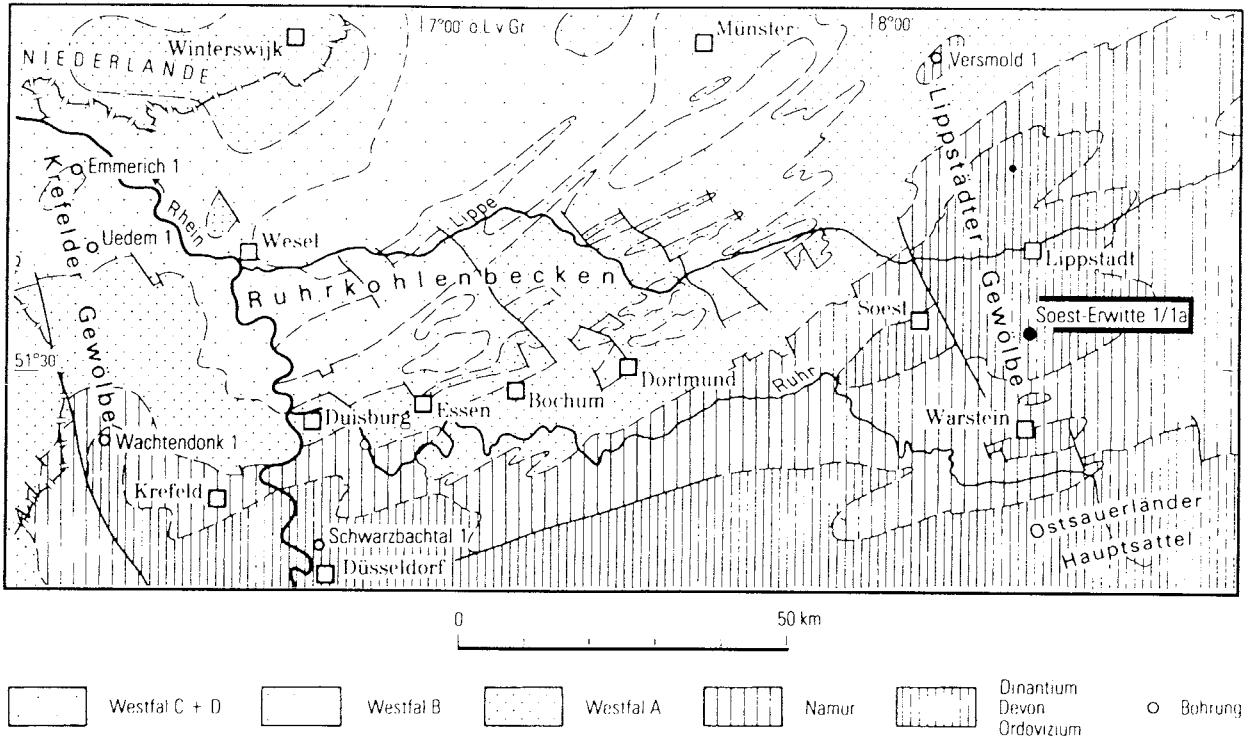 7°00' o.L v Gr
8°00'
Winterswijk
Münster
NIEDERLANDE
Versmold 1
Lippstädter Gewölbe
Krefelder Gewölbe
Emmerich 1
Rhein
Lippe
Uedem 1
Wesel
Lippstadt
Ruhrkohlenbecken
Soest
Soest-Erwitte 1/1a
51°30'
Dortmund
Ruhr
Bochum
Essen
Duisburg
Warstein
Wachtendonk 1
Krefeld
Ostsauerländer
Hauptsattel
Schwarzbachtal 1
Düsseldorf
0 50 km
Westfal C + D
Westfal B
Westfal A
Namur
Dinantium
Devon
Ordovizium
Bohrung